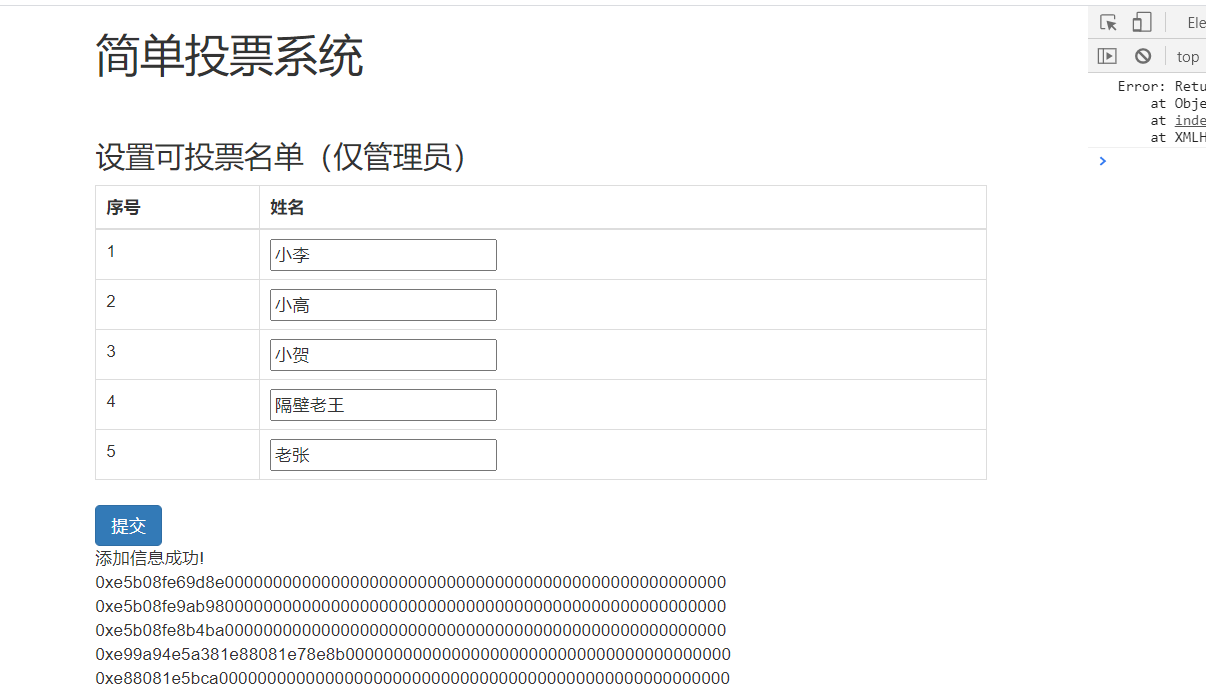 简单投票系统
设置可投票名单（仅管理员）
序号 姓名
1 小李
2 小高
3 小贺
4 隔壁老王
5 老张
提交
添加信息成功!
0xe5b08fe69d8e0000000000000000000000000000000000000000000000000000
0xe5b08fe9ab980000000000000000000000000000000000000000000000000000
0xe5b08fe8b4ba0000000000000000000000000000000000000000000000000000
0xe99a94e5a381e88081e78e8b0000000000000000000000000000000000000000
0xe88081e5bca00000000000000000000000000000000000000000000000000000
Ele
top
Error: Retu
at Obje
at inde
at XMLH